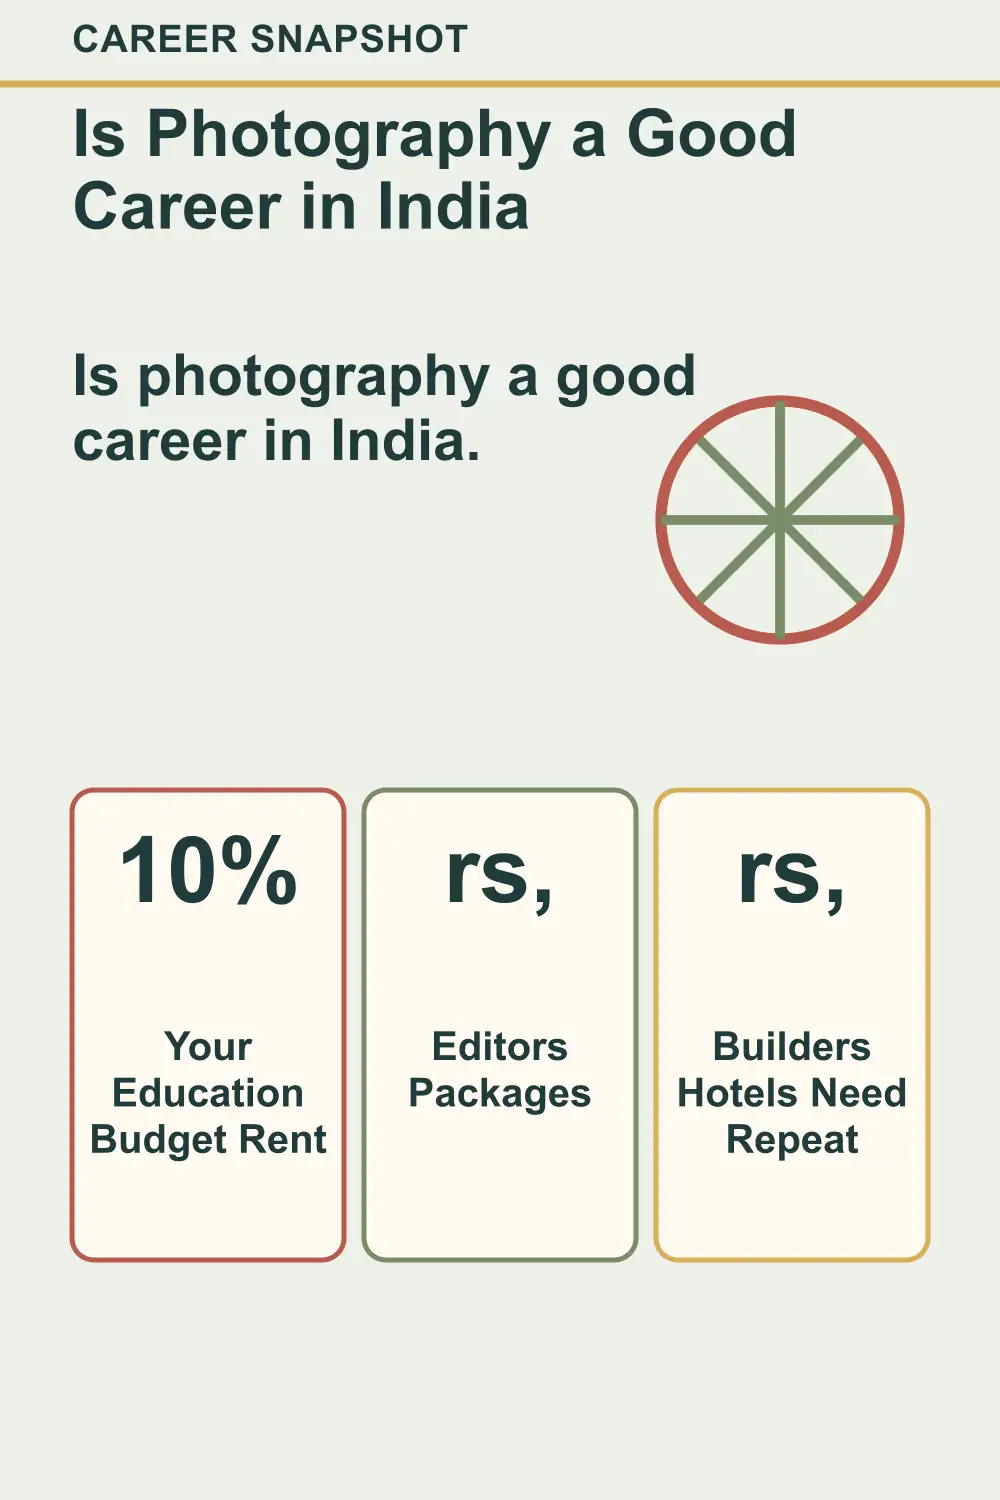 CAREER SNAPSHOT
Is Photography a Good
Career in India
Is photography a good
career in India.
10%
Your
Education
Budget Rent
rs,
Editors
Packages
rs,
Builders
Hotels Need
Repeat